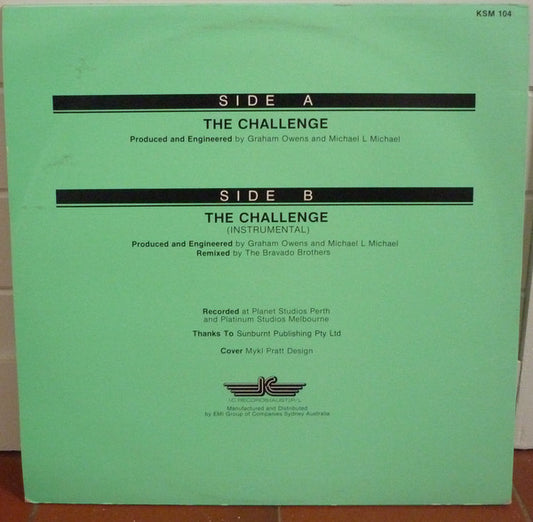 KSM 104
SIDE A
THE CHALLENGE
Produced and Engineered by Graham Owens and Michael L Michael
SIDE B
THE CHALLENGE
(INSTRUMENTAL)
Produced and Engineered by Graham Owens and Michael L Michael
Remixed by The Bravado Brothers
Recorded at Planet Studios Perth
and Platinum Studios Melbourne
Thanks To Sunburnt Publishing Pty Ltd
Cover Mykl Pratt Design
Manufactured and Distributed
by EMI Group of Companies Sydney Australia